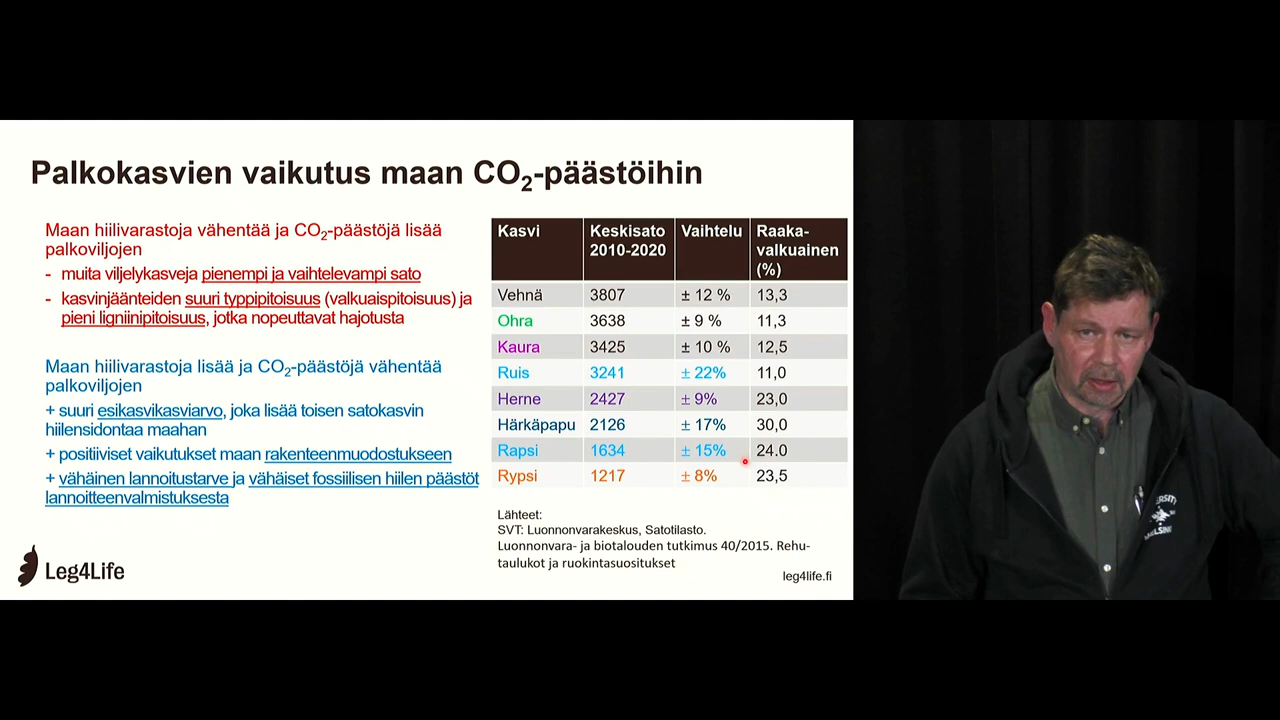 Palkokasvien vaikutus maan CO₂-päästöihin
Maan hiilivarastoja vähentää ja CO₂-päästöjä lisää
palkoviljojen
- muita viljelykasveja pienempi ja vaihtelevampi sato
- kasvinjäänteiden suuri typpipitoisuus (valkuaispitoisuus) ja
pieni ligniinipitoisuus, jotka nopeuttavat hajotusta
Maan hiilivarastoja lisää ja CO₂-päästöjä vähentää
palkoviljojen
+ suuri esikasvikasviarvo, joka lisää toisen satokasvin
hiilensidontaa maahan
+ positiiviset vaikutukset maan rakenteenmuodostukseen
+ vähäinen lannoitustarve ja vähäiset fossiilisen hiilen päästöt
lannoitteenvalmistuksesta
Leg4Life
Kasvi Keskisato 2010-2020 Vaihtelu Raaka-valkuainen (%)
Vehnä 3807 ± 12 % 13,3
Ohra 3638 ± 9 % 11,3
Kaura 3425 ± 10 % 12,5
Ruis 3241 ± 22% 11,0
Herne 2427 ± 9% 23,0
Härkäpapu 2126 ± 17% 30,0
Rapsi 1634 ± 15% 24.0
Rypsi 1217 ± 8% 23,5
Lähteet:
SVT: Luonnonvarakeskus, Satotilasto.
Luonnonvara- ja biotalouden tutkimus 40/2015. Rehu-
taulukot ja ruokintasuositukset
leg4life.fi